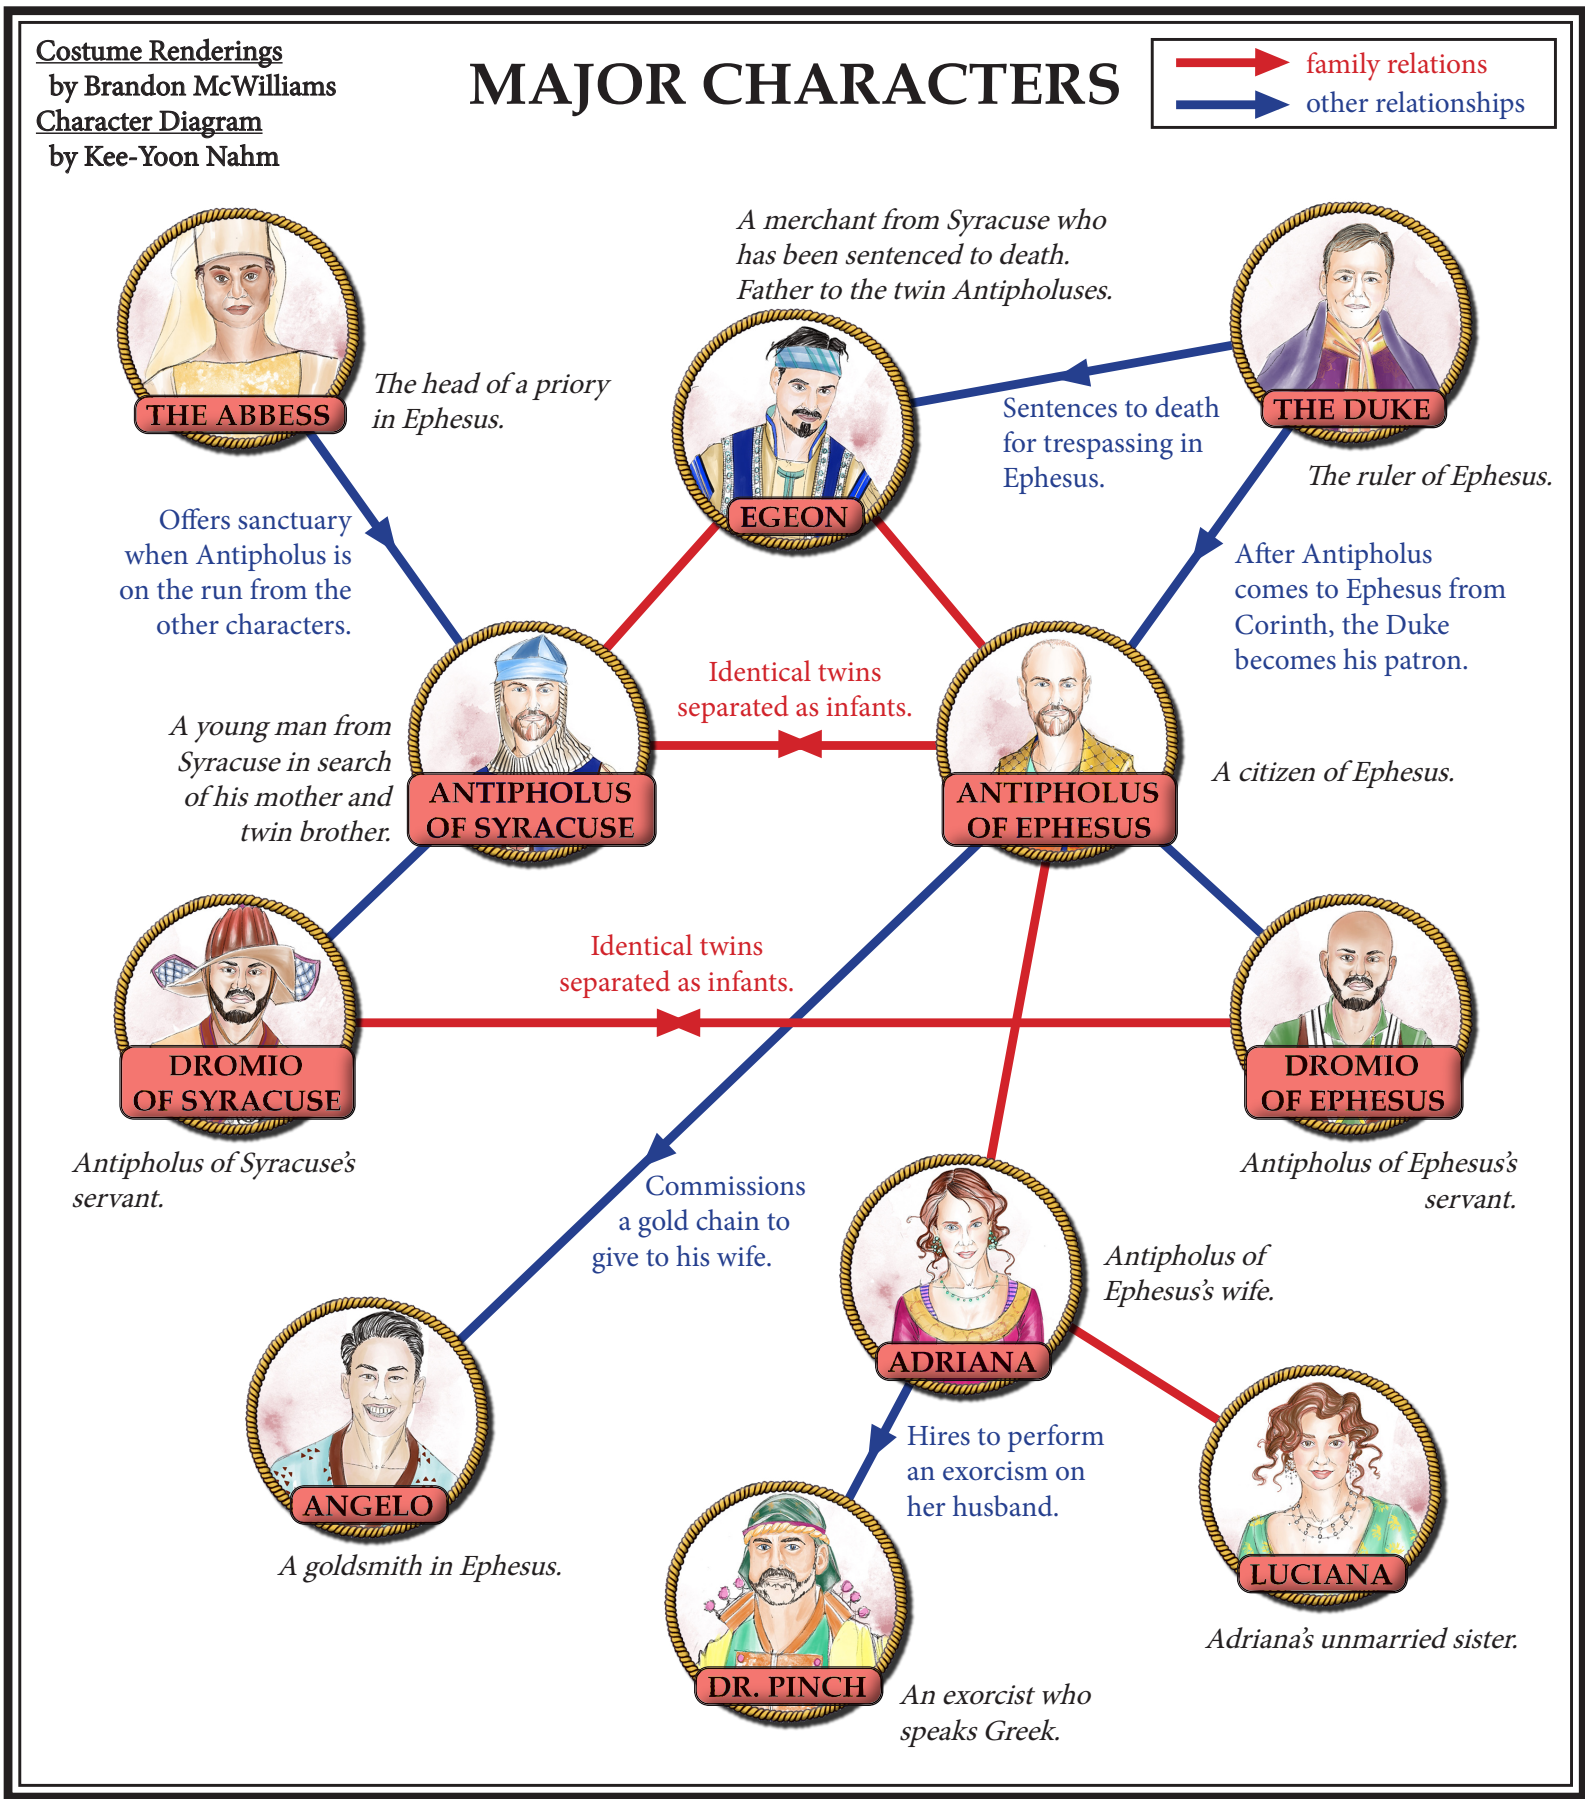 Costume Renderings
by Brandon McWilliams
Character Diagram
by Kee-Yoon Nahm
MAJOR CHARACTERS
family relations
other relationships
THE ABBESS
The head of a priory
in Ephesus.
A merchant from Syracuse who
has been sentenced to death.
Father to the twin Antipholuses.
EGEON
THE DUKE
The ruler of Ephesus.
Sentences to death
for trespassing in
Ephesus.
Offers sanctuary
when Antipholus is
on the run from the
other characters.
After Antipholus
comes to Ephesus from
Corinth, the Duke
becomes his patron.
Identical twins
separated as infants.
A young man from
Syracuse in search
of his mother and
twin brother.
ANTIPHOLUS
OF SYRACUSE
ANTIPHOLUS
OF EPHESUS
A citizen of Ephesus.
Identical twins
separated as infants.
DROMIO
OF SYRACUSE
Antipholus of Syracuse's
servant.
DROMIO
OF EPHESUS
Antipholus of Ephesus's
servant.
Commissions
a gold chain to
give to his wife.
ADRIANA
Antipholus of
Ephesus's wife.
ANGELO
A goldsmith in Ephesus.
Hires to perform
an exorcism on
her husband.
LUCIANA
Adriana's unmarried sister.
DR. PINCH
An exorcist who
speaks Greek.